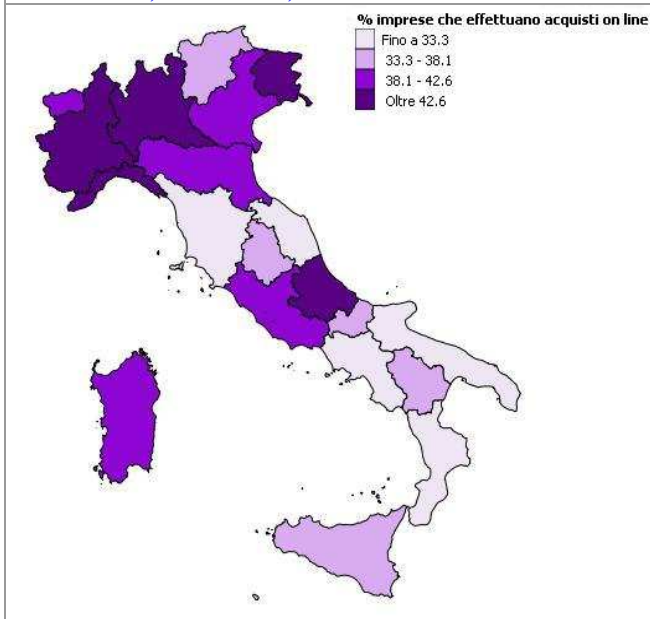 % imprese che effettuano acquisti on line
Fino a 33.3
33.3 - 38.1
38.1 - 42.6
Oltre 42.6